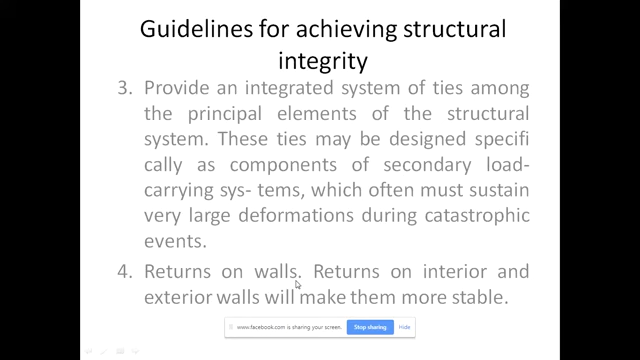 Guidelines for achieving structural
integrity
3. Provide an integrated system of ties among
the principal elements of the structural
system. These ties may be designed specifi
cally as components of secondary load-
carrying sys- tems, which often must sustain
very large deformations during catastrophic
events.
4. Returns on walls. Returns on interior and
exterior walls will make them more stable.
www.facebook.com is sharing your screen. Stop sharing Hide